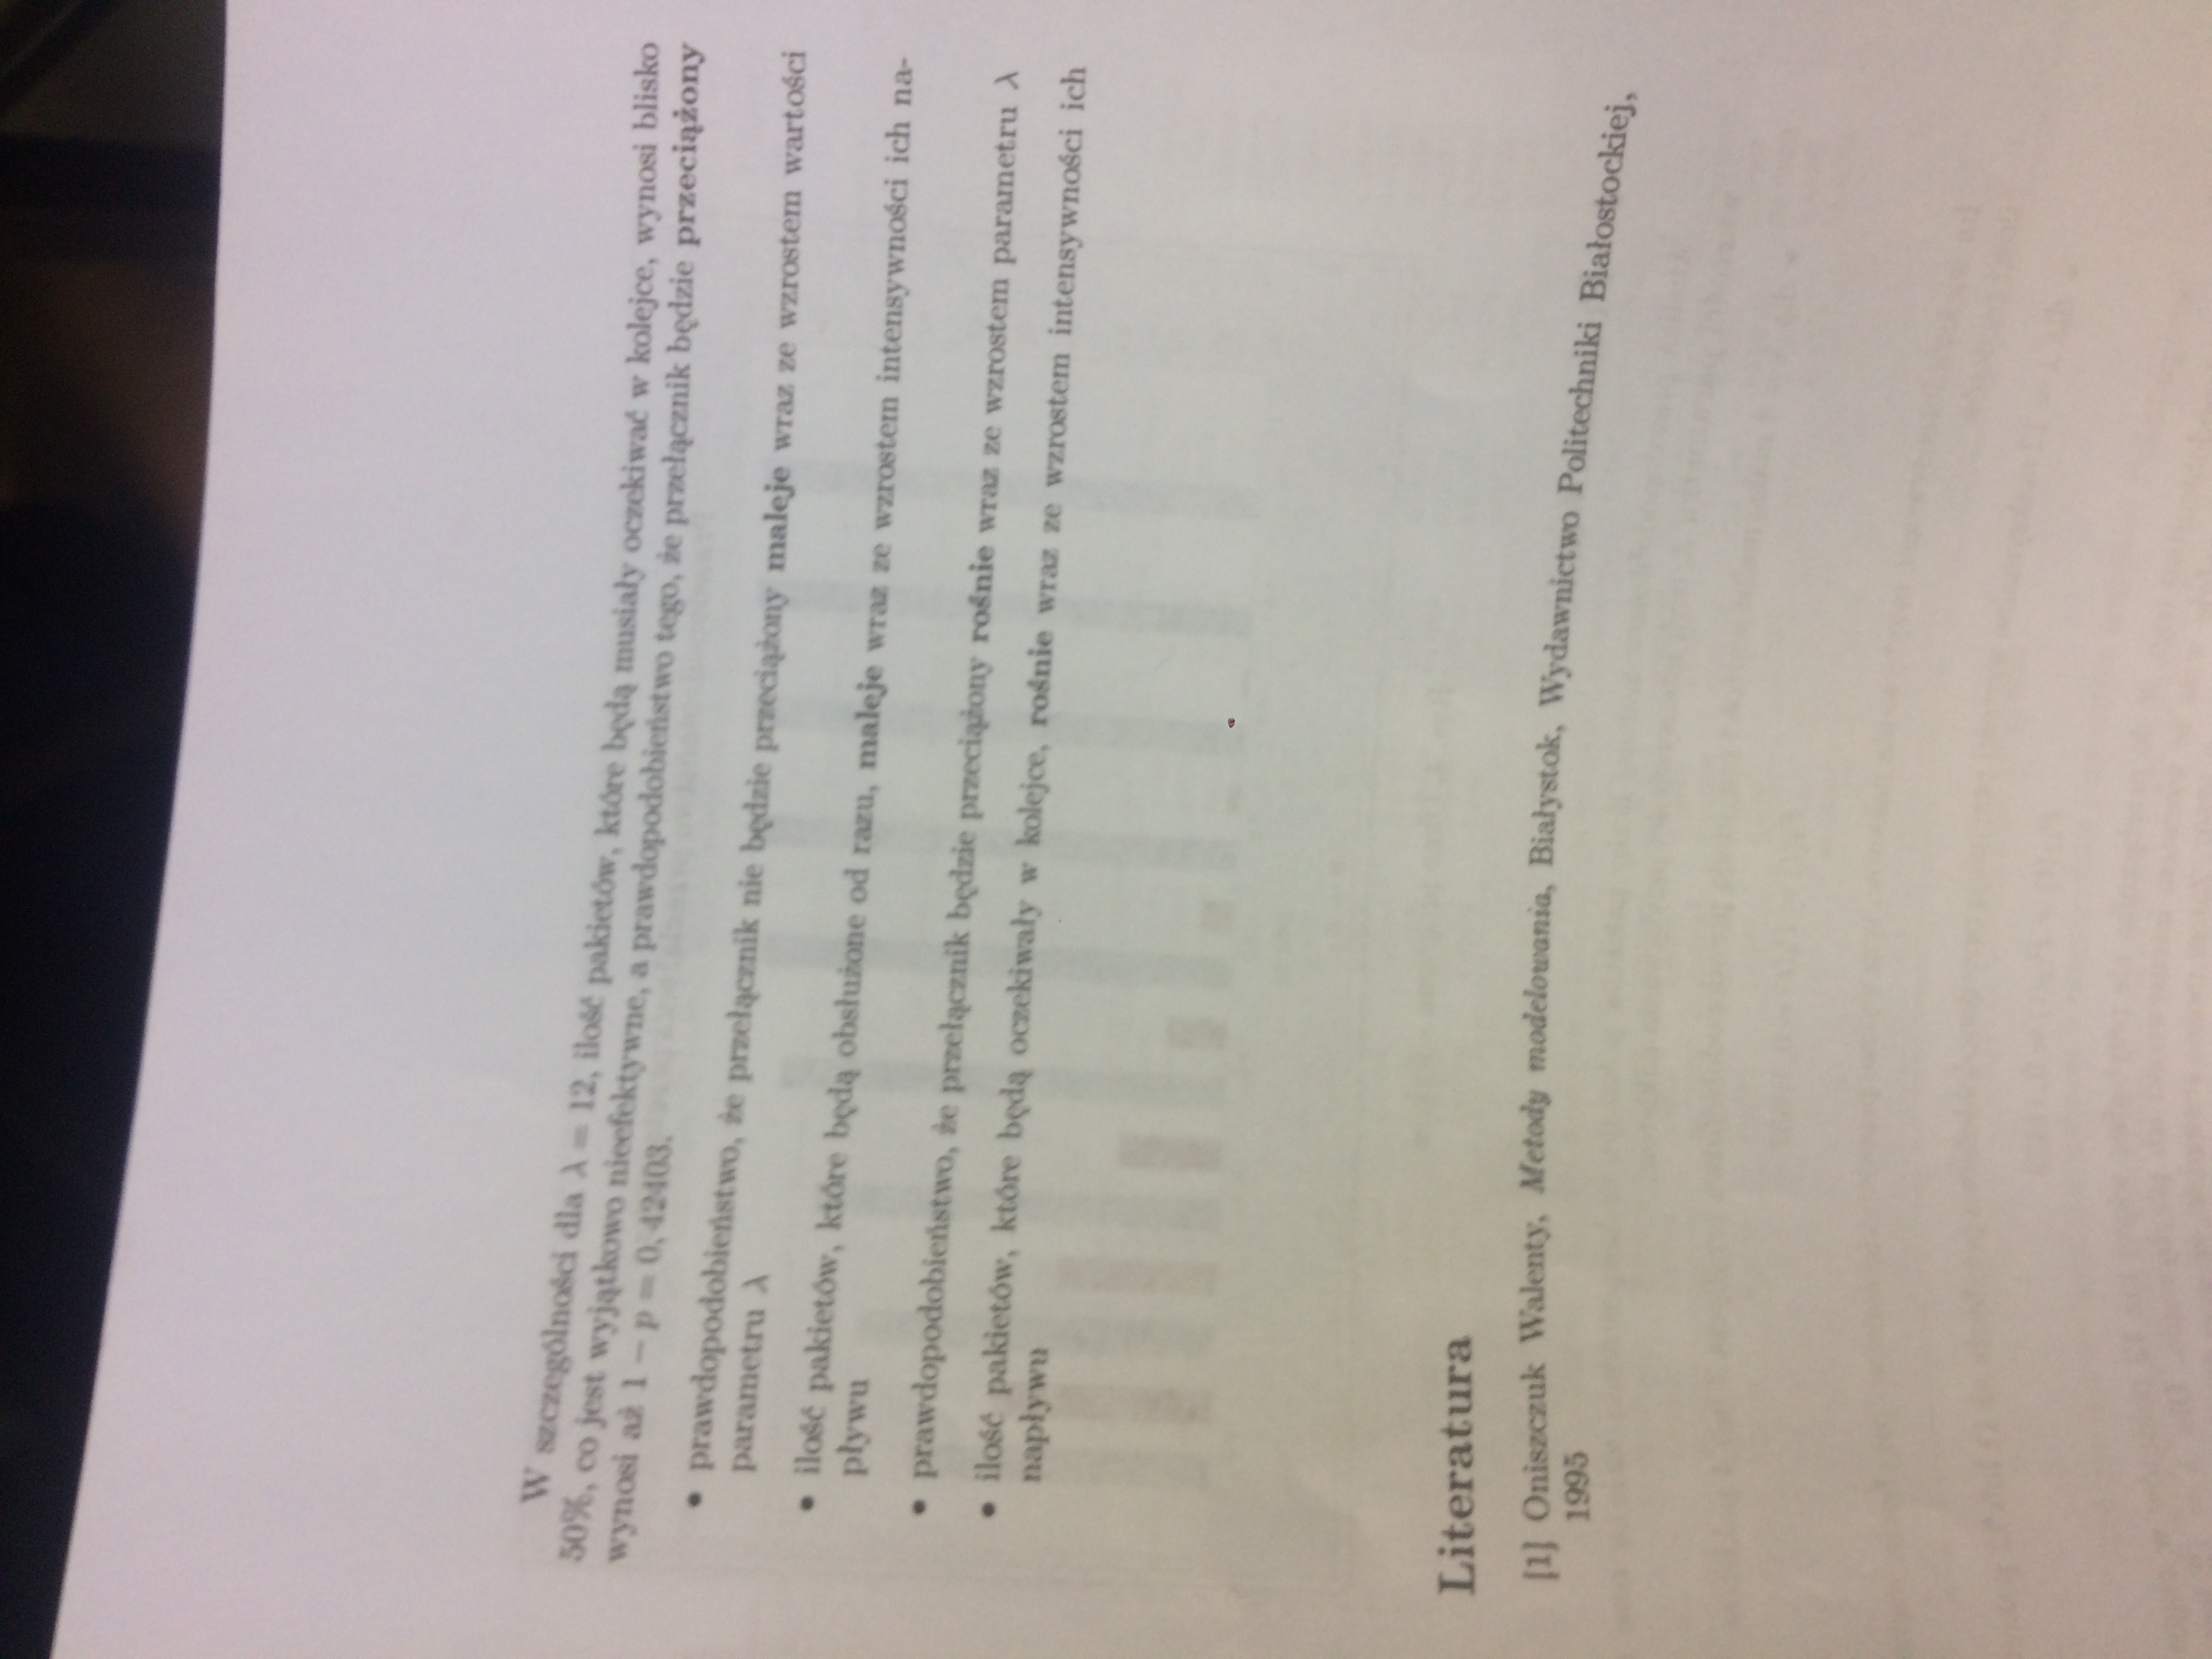 W szczególności dla λ = 12, ilość pakietów, które będą musiały oczekiwać w kolejce, wynosi blisko
50%, co jest wyjątkowo nieefektywne, a prawdopodobieństwo tego, że przełącznik będzie przeciążony
wynosi aż 1 − p = 0, 42403.
• prawdopodobieństwo, że przełącznik nie będzie przeciążony maleje wraz ze wzrostem wartości
parametru λ
• ilość pakietów, które będą obsłużone od razu, maleje wraz ze wzrostem intensywności ich na-
pływu
• prawdopodobieństwo, że przełącznik będzie przeciążony rośnie wraz ze wzrostem parametru λ
• ilość pakietów, które będą oczekiwały w kolejce, rośnie wraz ze wzrostem intensywności ich
napływu
Literatura
[1] Oniszczuk Walenty, Metody modelowania, Białystok, Wydawnictwo Politechniki Białostockiej,
1995